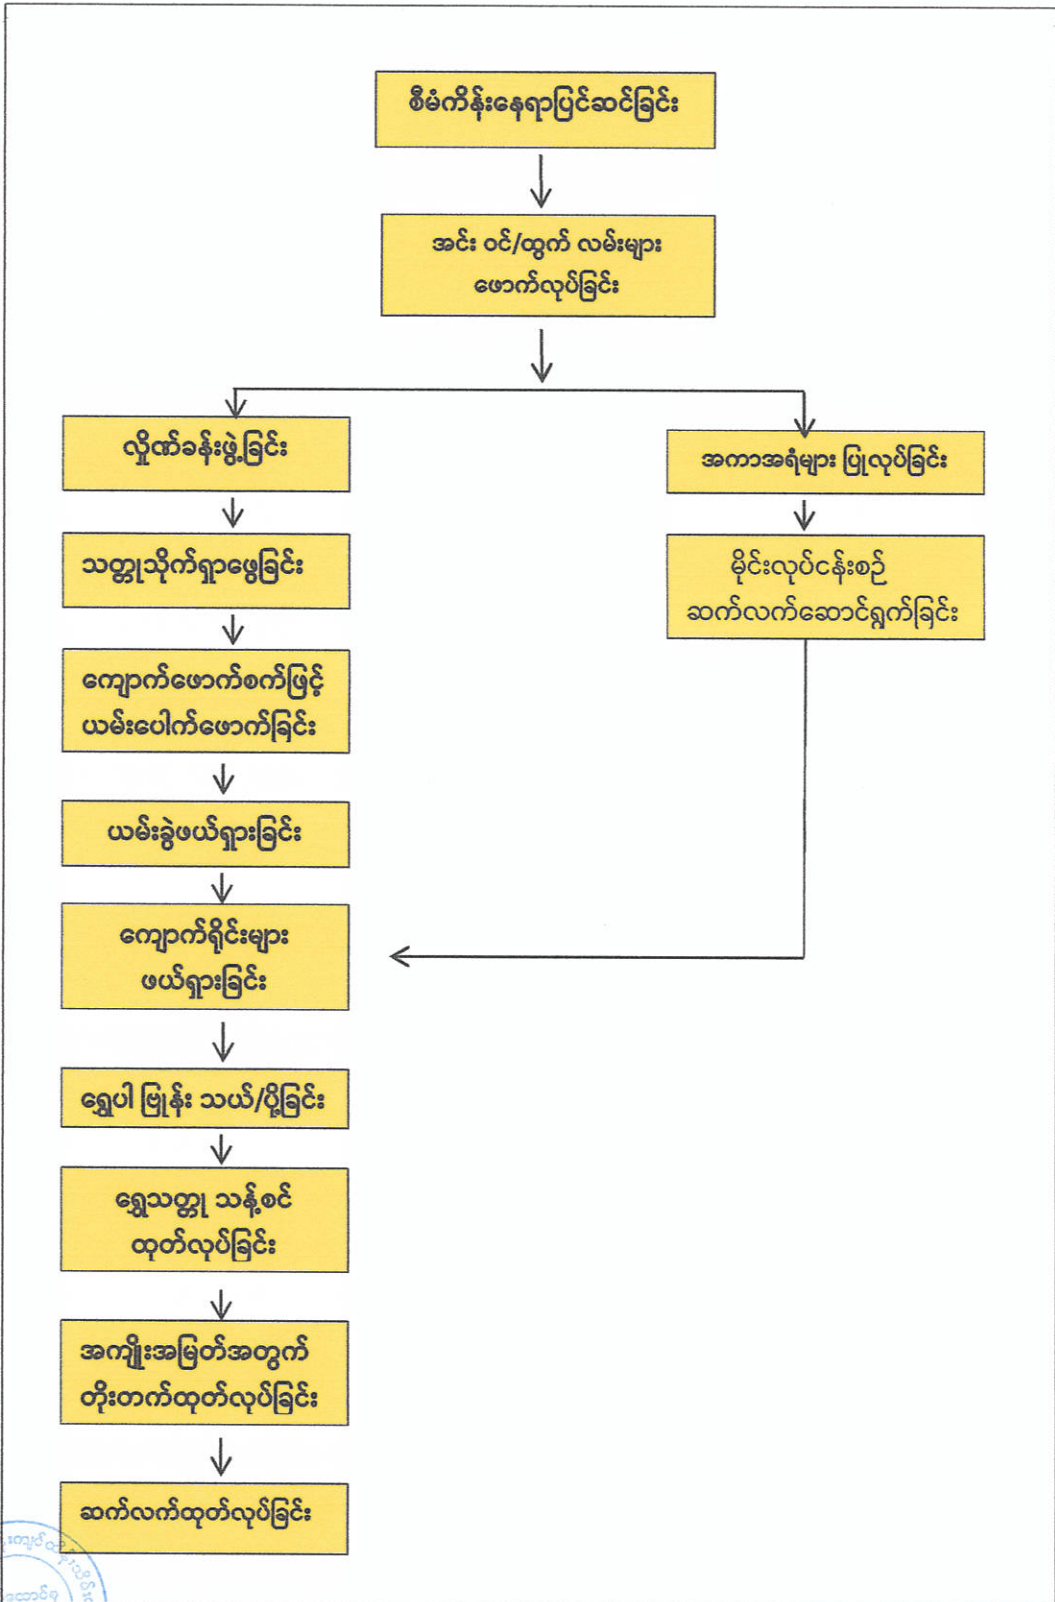 စီမံကိန်းနေရာပြင်ဆင်ခြင်း
အင်း ဝင်/ထွက် လမ်းများ
ဖောက်လုပ်ခြင်း
လှိုဏ်ခန်းဖွဲ့ခြင်း
အကာအရံများ ပြုလုပ်ခြင်း
သတ္တုသိုက်ရှာဖွေခြင်း
မိုင်းလုပ်ငန်းစဉ်
ဆက်လက်ဆောင်ရွက်ခြင်း
ကျောက်ဖောက်စက်ဖြင့်
ယမ်းပေါက်ဖောက်ခြင်း
ယမ်းခွဲဖယ်ရှားခြင်း
ကျောက်ရိုင်းများ
ဖယ်ရှားခြင်း
ရွှေပါ ဗြုန်း သယ်/ပို့ခြင်း
ရွှေသတ္တု သန့်စင်
ထုတ်လုပ်ခြင်း
အကျိုးအမြတ်အတွက်
တိုးတက်ထုတ်လုပ်ခြင်း
ဆက်လက်ထုတ်လုပ်ခြင်း